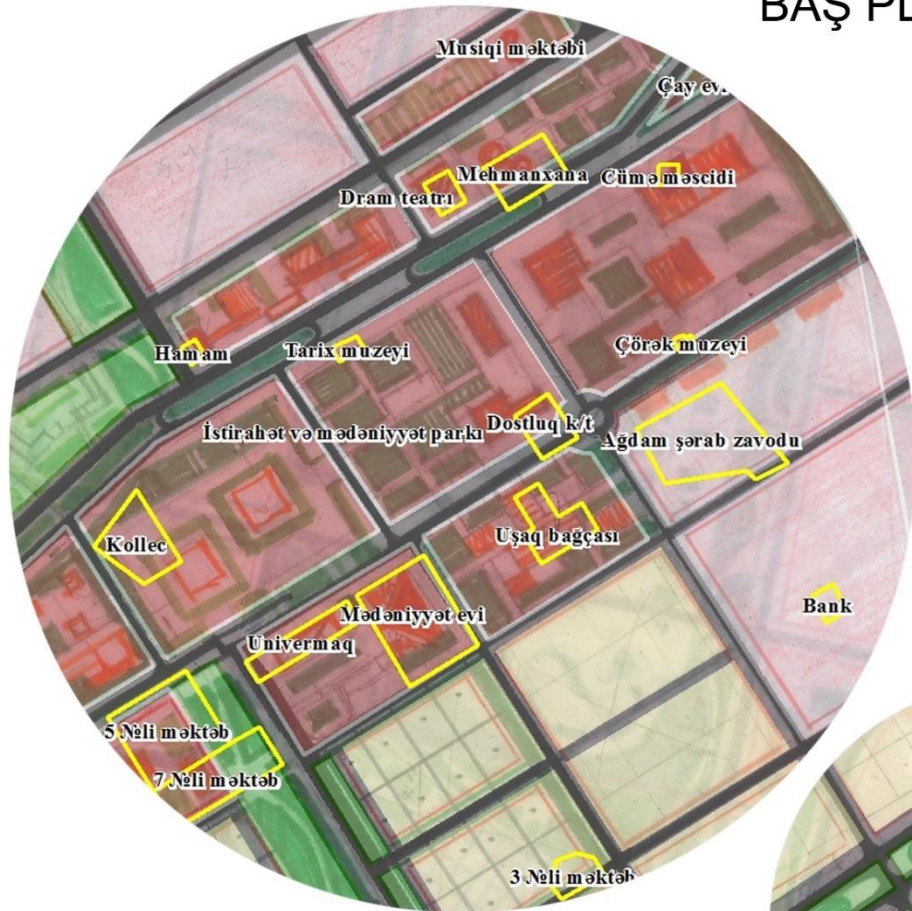 BAŞ
Musiqi məktəbi
Çay evi
Mehmanxana
Cümə məscidi
Dram teatrı
Hamam
Tarix muzeyi
Çörək muzeyi
Dostluq k/t
İstirahət və mədəniyyət parkı
Ağdam şərab zavodu
Kollec
Uşaq bağçası
Bank
Mədəniyyət evi
Univermaq
5 №li məktəb
7 №li məktəb
3 №li məktəb